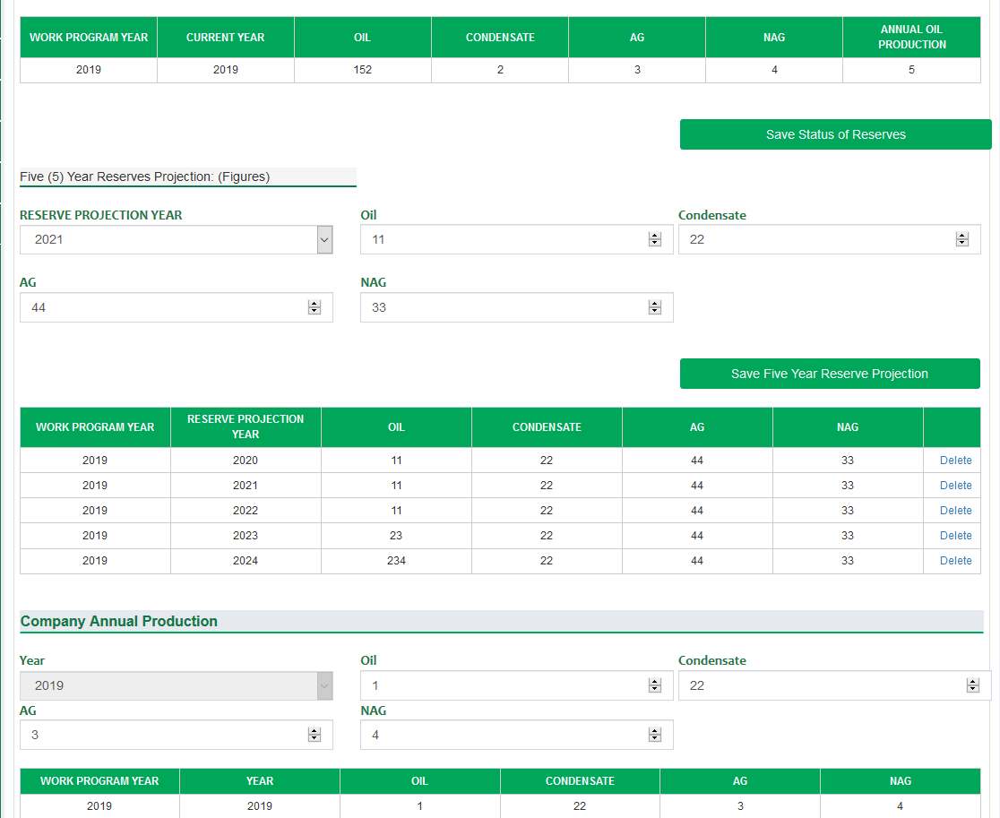 WORK PROGRAM YEAR CURRENT YEAR OIL CONDENSATE AG NAG ANNUAL OIL PRODUCTION
2019 2019 152 2 3 4 5
Save Status of Reserves
Five (5) Year Reserves Projection: (Figures)
RESERVE PROJECTION YEAR Oil Condensate
2021 11 22
AG NAG
44 33
Save Five Year Reserve Projection
WORK PROGRAM YEAR RESERVE PROJECTION YEAR OIL CONDENSATE AG NAG
2019 2020 11 22 44 33 Delete
2019 2021 11 22 44 33 Delete
2019 2022 11 22 44 33 Delete
2019 2023 23 22 44 33 Delete
2019 2024 234 22 44 33 Delete
Company Annual Production
Year Oil Condensate
2019 1 22
AG NAG
3 4
WORK PROGRAM YEAR YEAR OIL CONDENSATE AG NAG
2019 2019 1 22 3 4